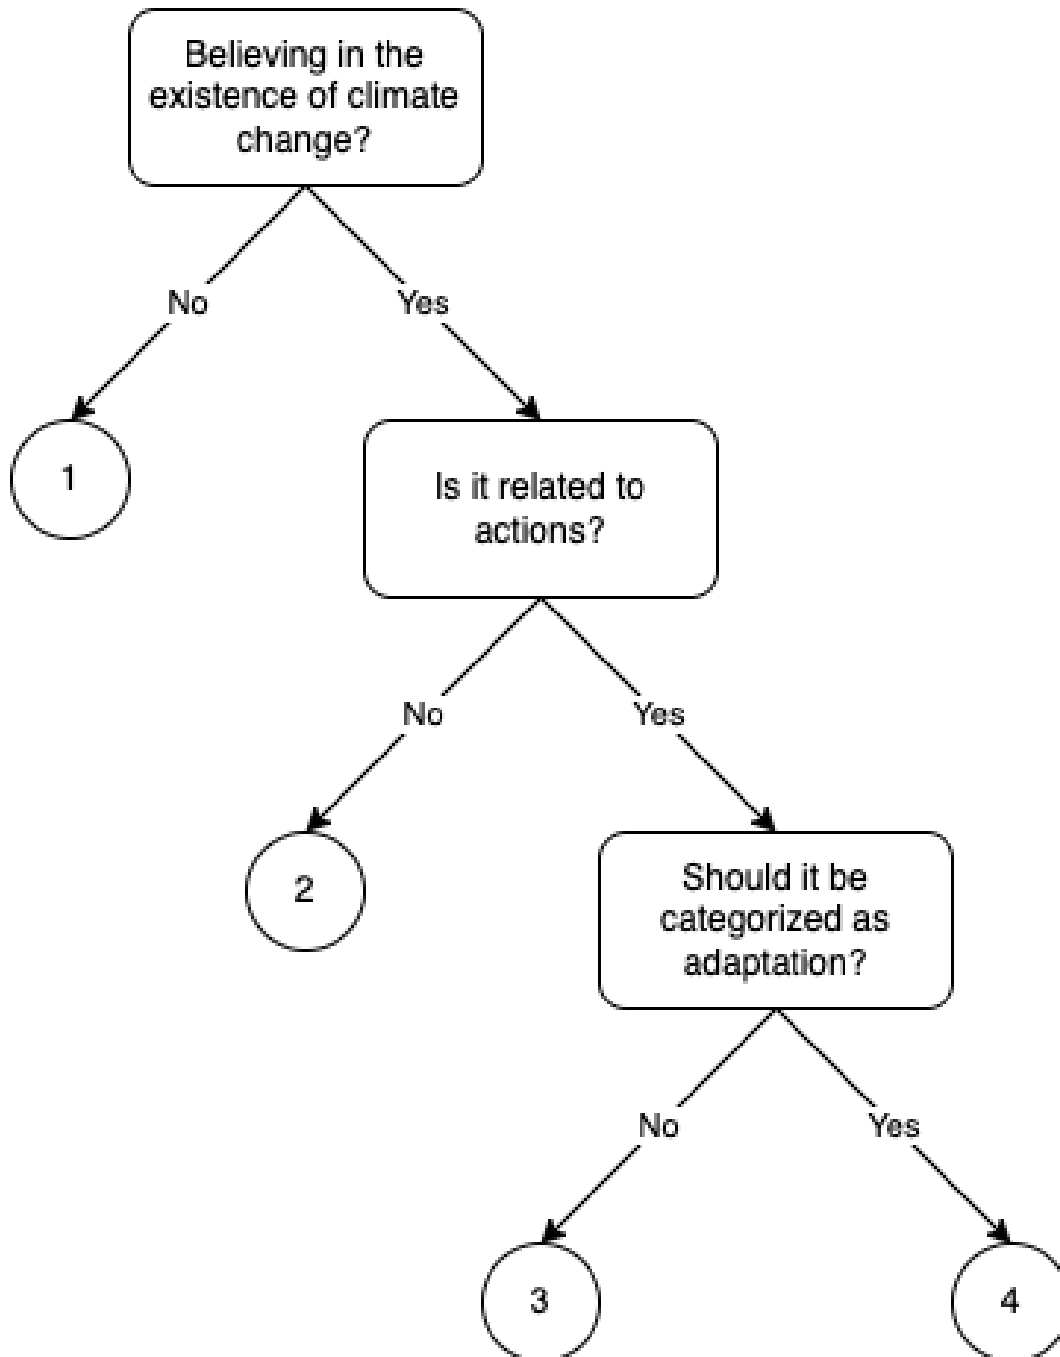 Believing in the
existence of climate
change?
No
Yes
1
Is it related to
actions?
No
Yes
2
Should it be
categorized as
adaptation?
No
Yes
3
4